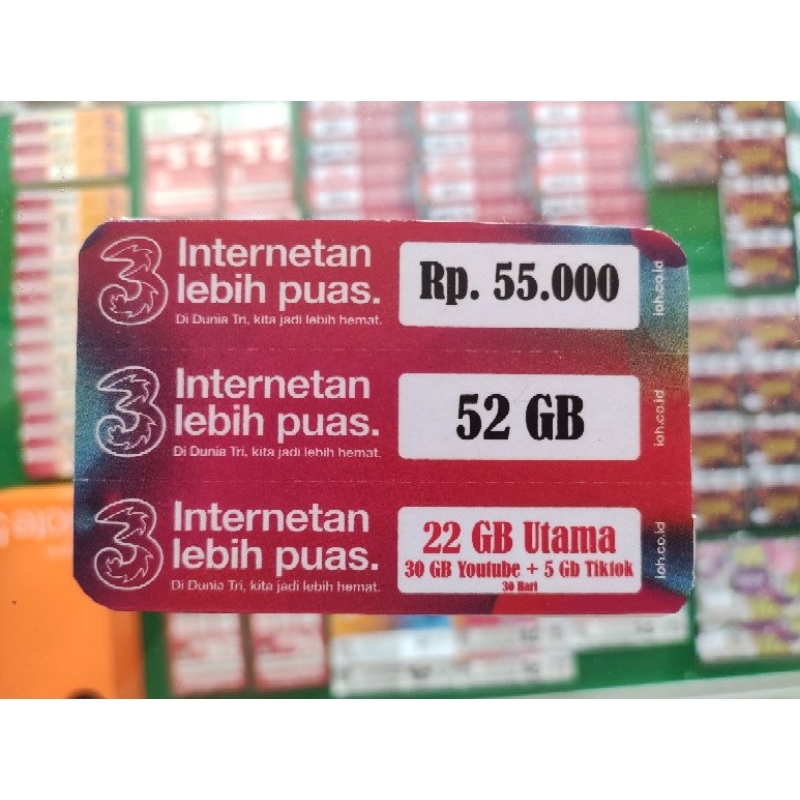 3 Internetan
lebih puas.
Di Dunia Tri, kita jadi lebih hemat.
Rp. 55.000
ioh.co.id
3 Internetan
lebih puas.
Di Dunia Tri, kita jadi lebih hemat.
52 GB
ioh.co.id
3 Internetan
lebih puas.
Di Dunia Tri, kita jadi lebih hemat.
22 GB Utama
30 GB Youtube + 5 Gb Tiktok
30 Hari
ioh.co.id